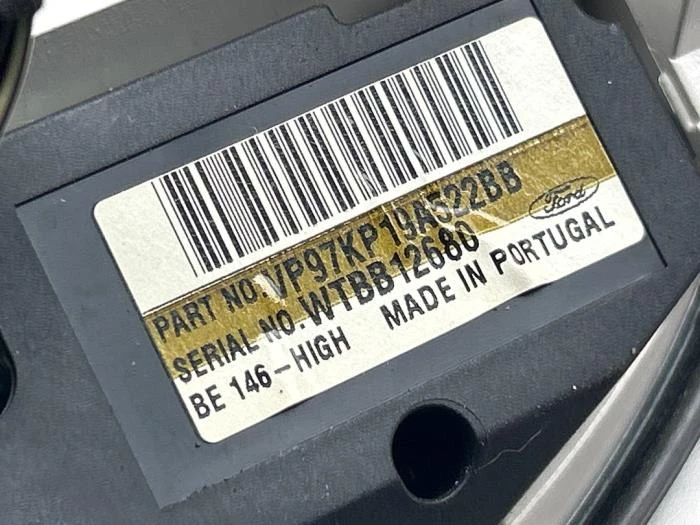 PART NO. VP97KP19A522BB
SERIAL NO. WTBB12680
BE 146-HIGH MADE IN PORTUGAL
Ford